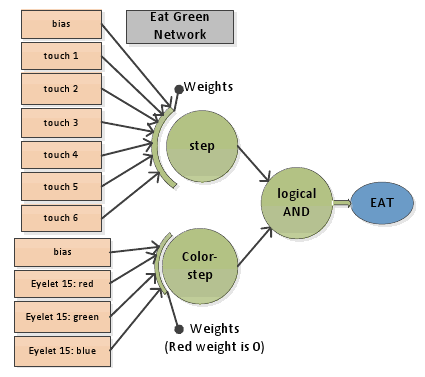 Eat Green
Network
bias
touch 1
touch 2
touch 3
touch 4
touch 5
touch 6
Weights
step
logical
AND
EAT
bias
Eyelet 15: red
Eyelet 15: green
Eyelet 15: blue
Color-
step
Weights
(Red weight is 0)